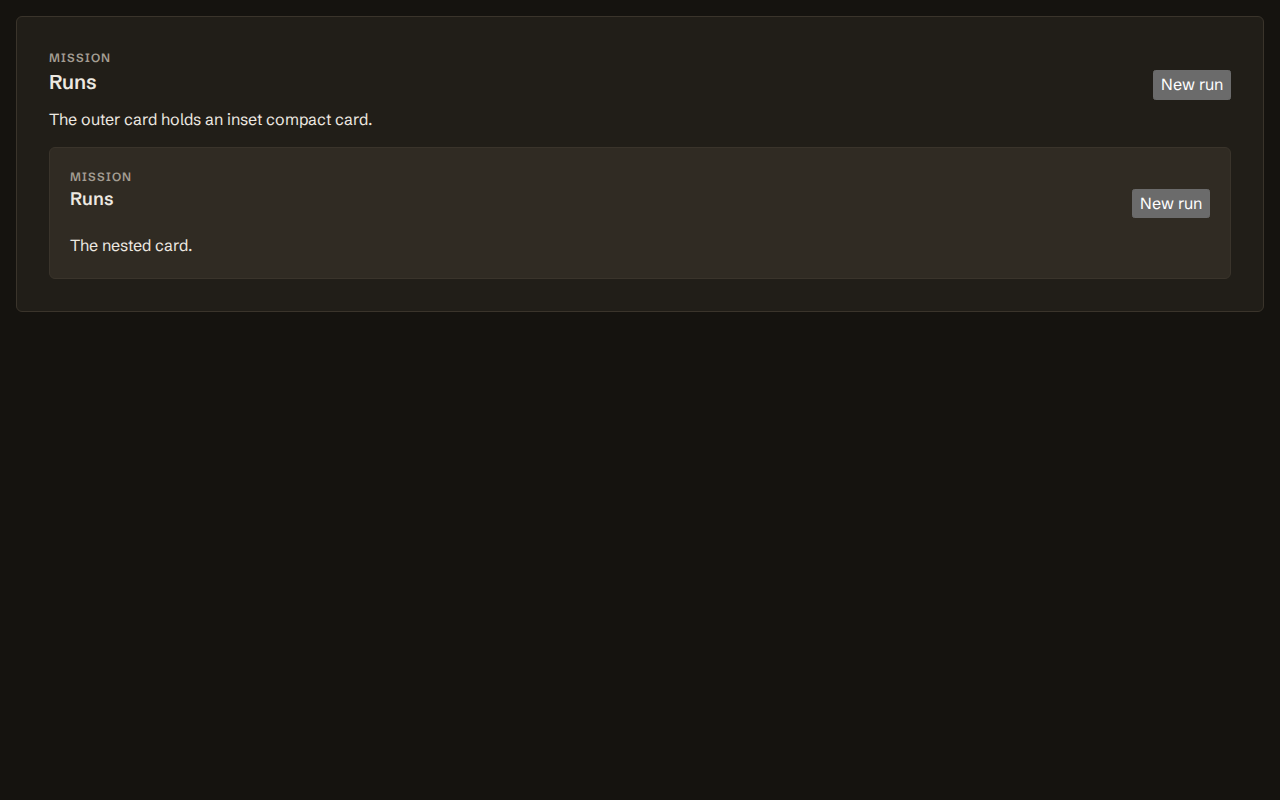 MISSION
Runs
New run
The outer card holds an inset compact card.
MISSION
Runs
New run
The nested card.